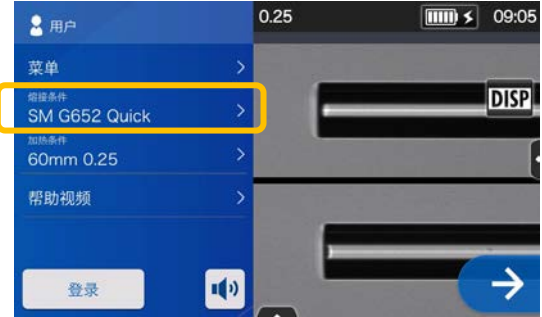 用户
0.25
09:05
菜单
熔接条件
SM G652 Quick
DISP
加热条件
60mm 0.25
帮助视频
登录